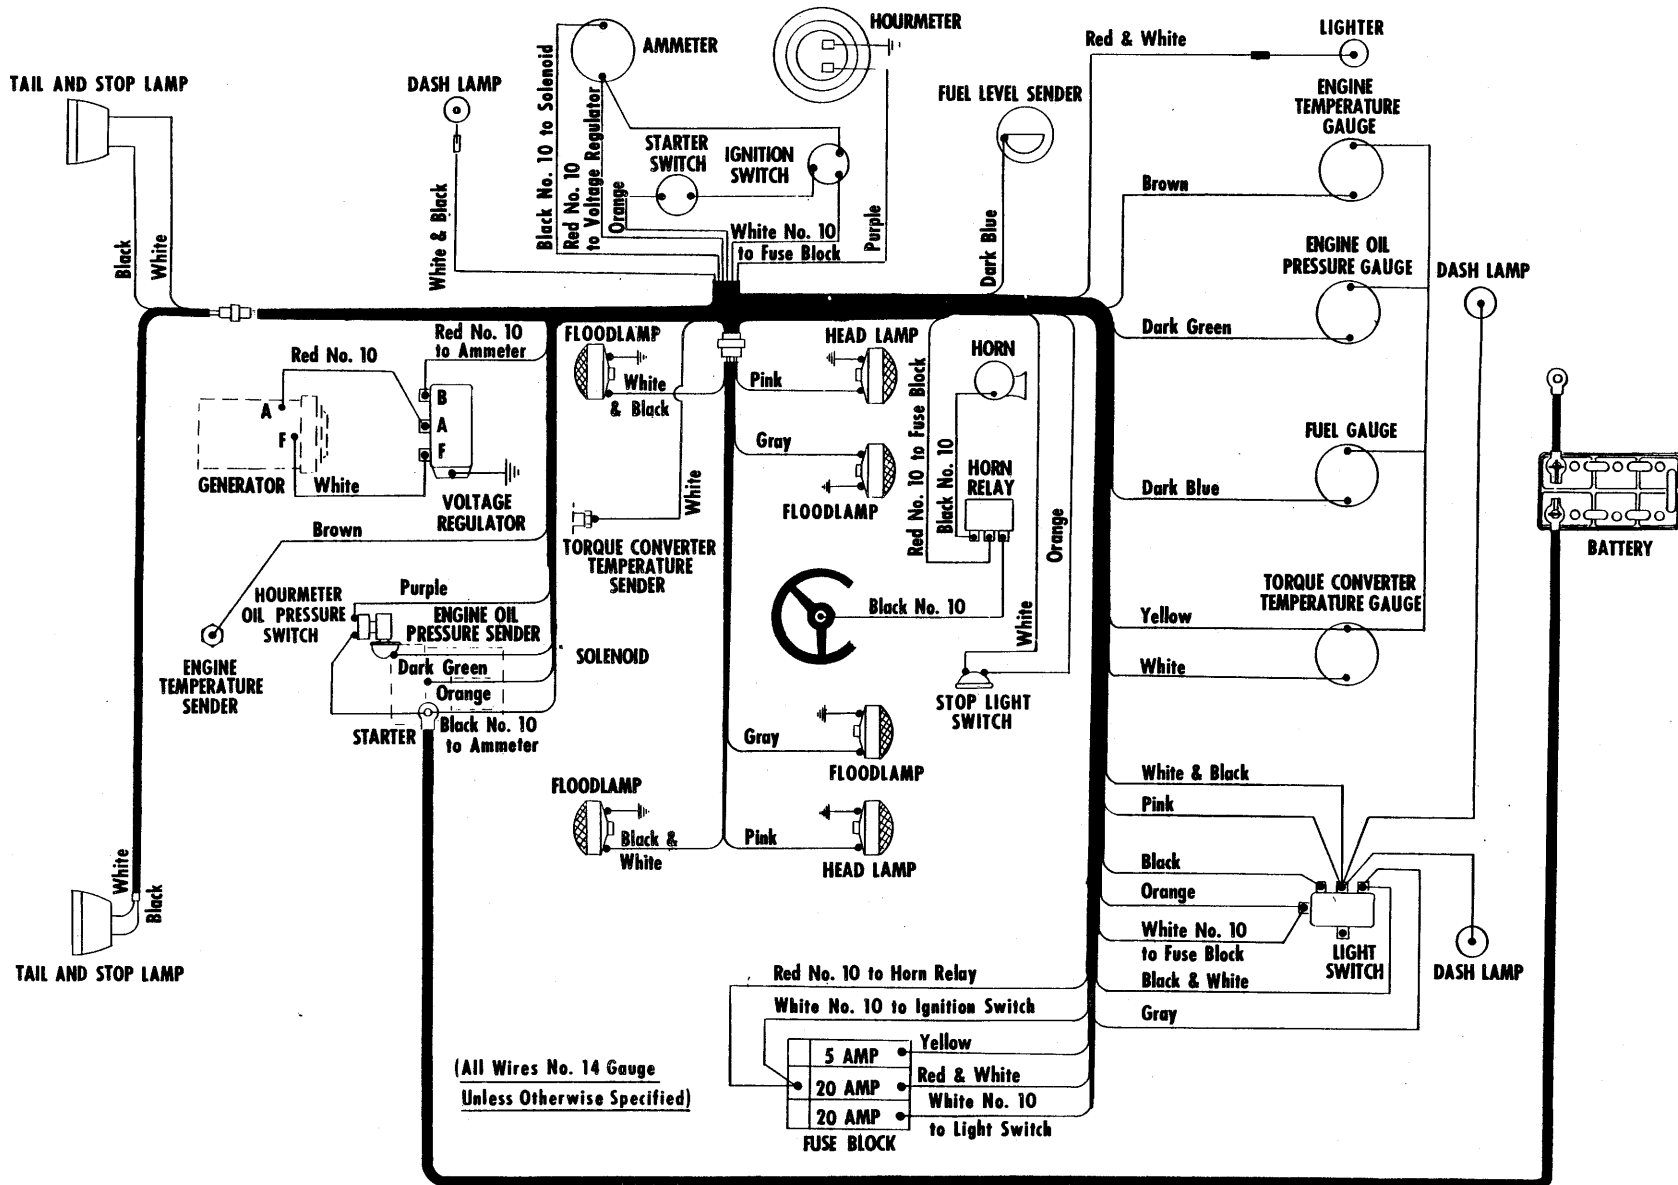 HOURMETER
LIGHTER
AMMETER
Red & White
TAIL AND STOP LAMP
DASH LAMP
FUEL LEVEL SENDER
ENGINE
TEMPERATURE
GAUGE
Black No. 10 to Solenoid
Red No. 10
to Voltage Regulator
Orange
STARTER
SWITCH
IGNITION
SWITCH
White No. 10
to Fuse Block
Purple
White & Black
Dark Blue
Brown
Black
White
ENGINE OIL
PRESSURE GAUGE
DASH LAMP
Dark Green
Red No. 10
to Ammeter
Red No. 10
A
F
B
A
F
GENERATOR
White
VOLTAGE
REGULATOR
FLOODLAMP
White
& Black
HEAD LAMP
Pink
Gray
FLOODLAMP
HORN
HORN
RELAY
Red No. 10 to Fuse Block
Black No. 10
Orange
White
White
FUEL GAUGE
Dark Blue
BATTERY
Brown
TORQUE CONVERTER
TEMPERATURE
SENDER
TORQUE CONVERTER
TEMPERATURE GAUGE
Yellow
White
Purple
HOURMETER
OIL PRESSURE
SWITCH
ENGINE OIL
PRESSURE SENDER
Black No. 10
SOLENOID
Dark Green
Orange
ENGINE
TEMPERATURE
SENDER
STARTER
Black No. 10
to Ammeter
STOP LIGHT
SWITCH
Gray
FLOODLAMP
FLOODLAMP
Black &
White
Pink
HEAD LAMP
White & Black
Pink
Black
Orange
White No. 10
to Fuse Block
Black & White
Gray
LIGHT
SWITCH
DASH LAMP
White
Black
TAIL AND STOP LAMP
Red No. 10 to Horn Relay
White No. 10 to Ignition Switch
5 AMP
Yellow
20 AMP
Red & White
20 AMP
White No. 10
to Light Switch
FUSE BLOCK
(All Wires No. 14 Gauge
Unless Otherwise Specified)